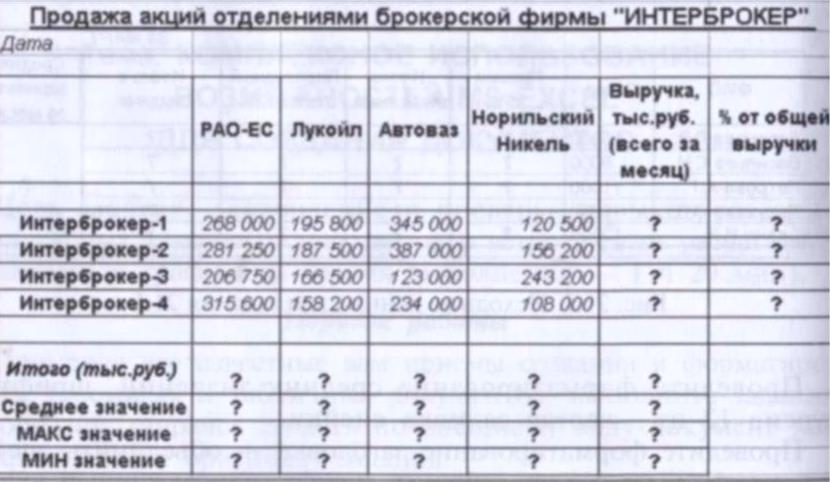 Продажа акций отделениями брокерской фирмы "ИНТЕРБРОКЕР"
Дата
РАО-ЕС Лукойл Автоваз Норильский Никель Выручка, тыс.руб. (всего за месяц) % от общей выручки
Интерброкер-1 268 000 195 800 345 000 120 500 ? ?
Интерброкер-2 281 250 187 500 387 000 156 200 ? ?
Интерброкер-3 206 750 166 500 123 000 243 200 ? ?
Интерброкер-4 315 600 158 200 234 000 108 000 ? ?
Итого (тыс.руб.) ? ? ? ? ?
Среднее значение ? ? ? ? ?
МАКС значение ? ? ? ? ?
МИН значение ? ? ? ? ?